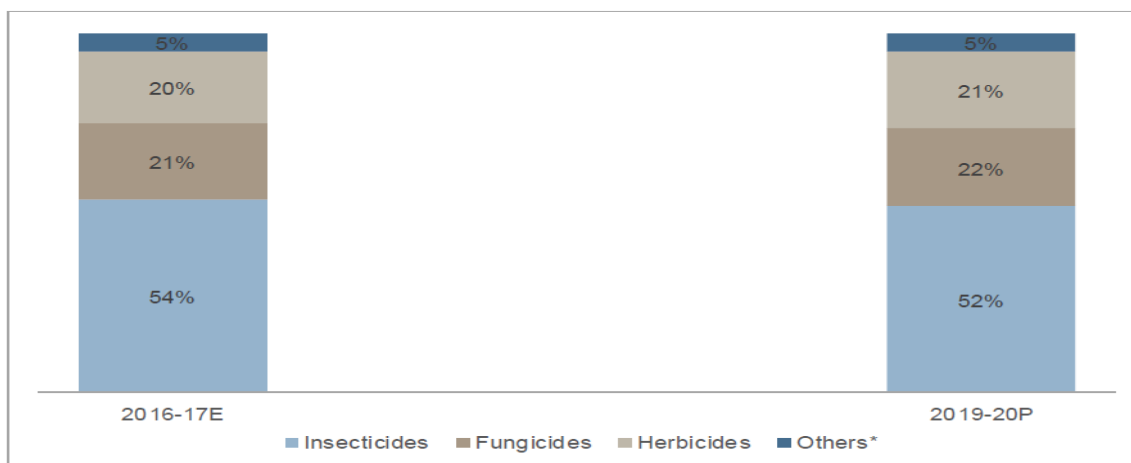 5% 5%
20% 21%
21% 22%
54% 52%
2016-17E 2019-20P
Insecticides Fungicides Herbicides Others*